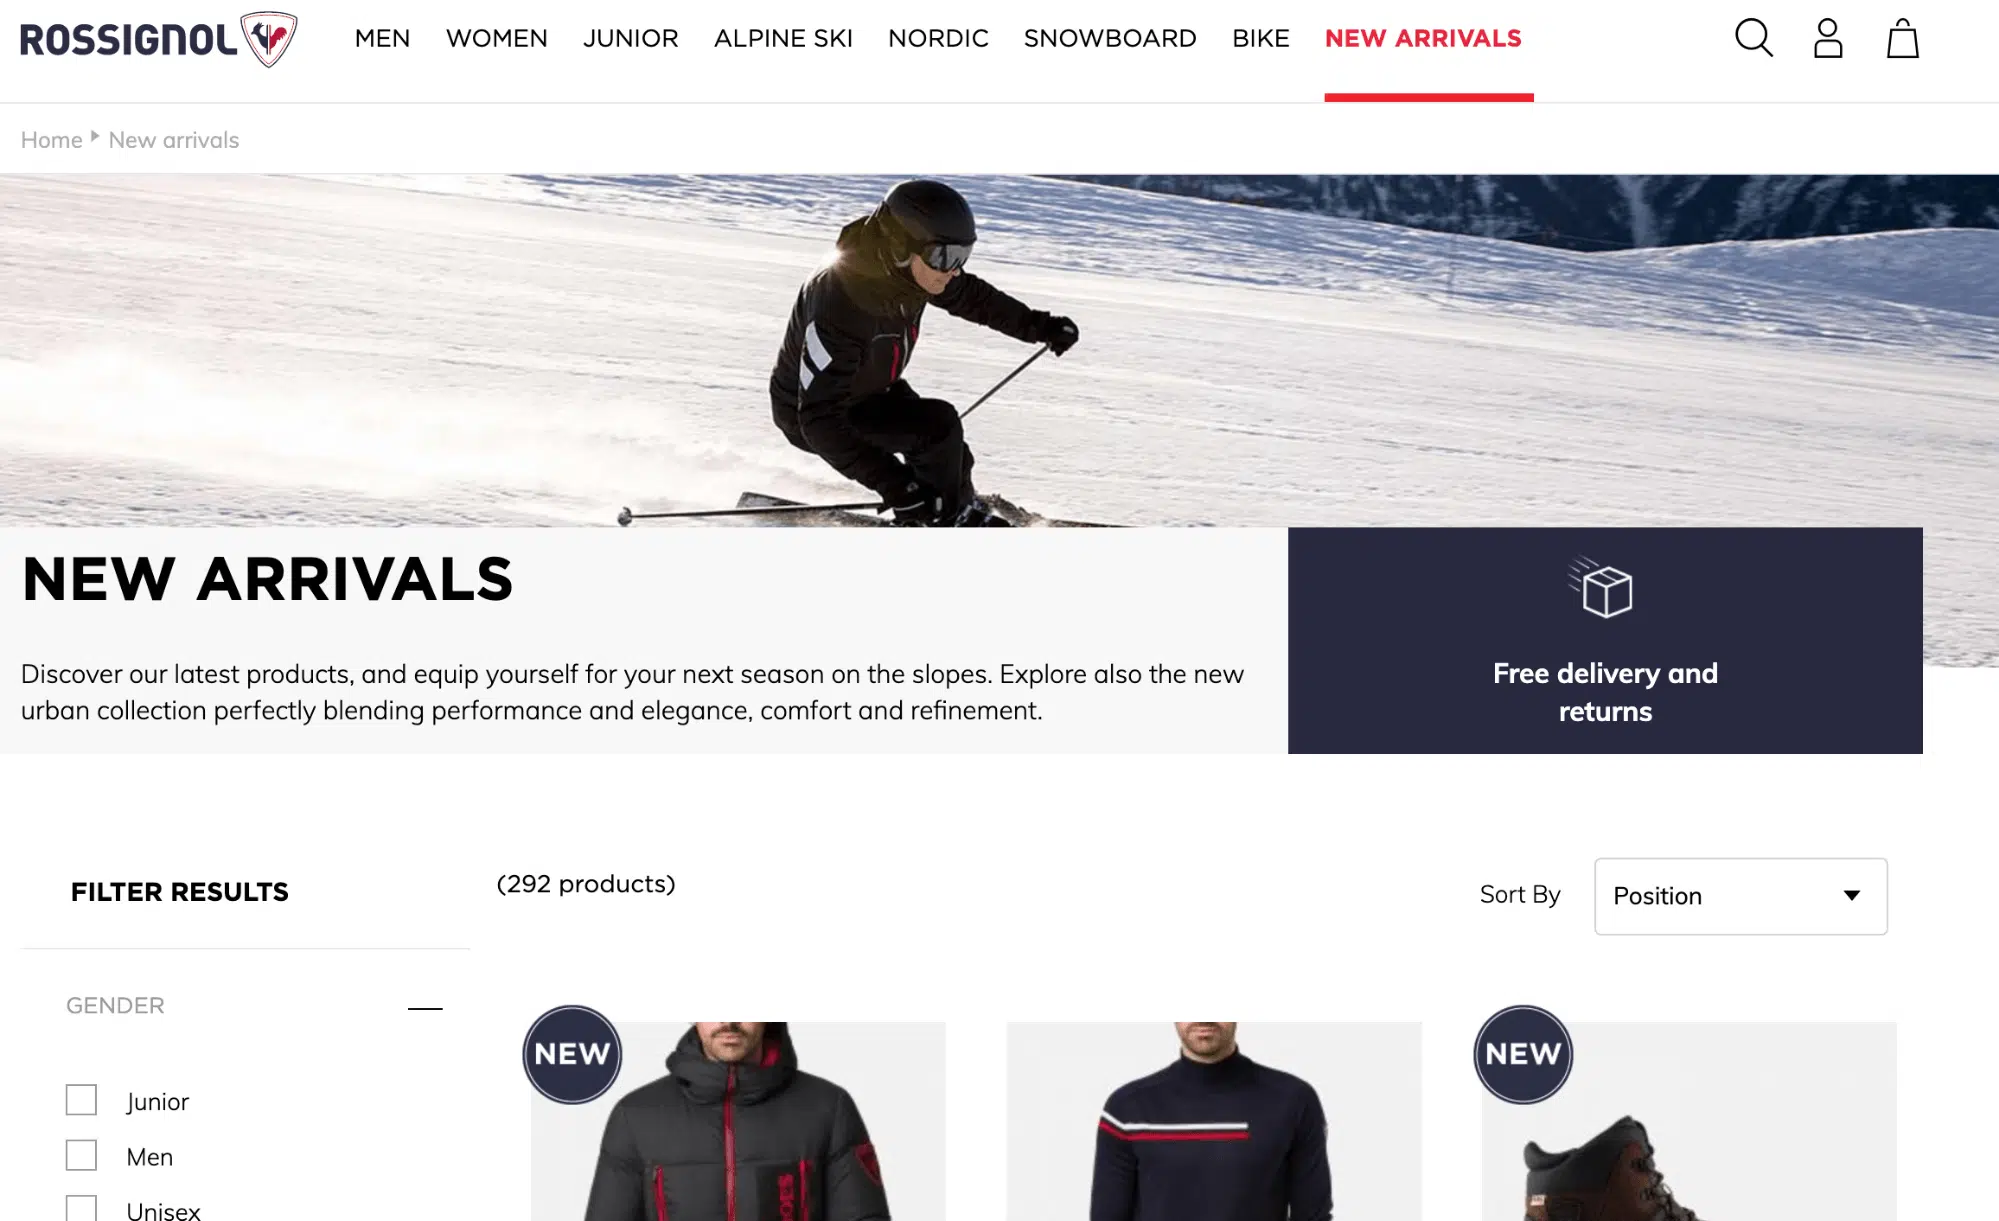 ROSSIGNOL
MEN WOMEN JUNIOR ALPINE SKI NORDIC SNOWBOARD BIKE NEW ARRIVALS
Home New arrivals
NEW ARRIVALS
Discover our latest products, and equip yourself for your next season on the slopes. Explore also the new
urban collection perfectly blending performance and elegance, comfort and refinement.
Free delivery and
returns
FILTER RESULTS
(292 products)
Sort By
Position
GENDER
NEW
NEW
Junior
Men
Unisex